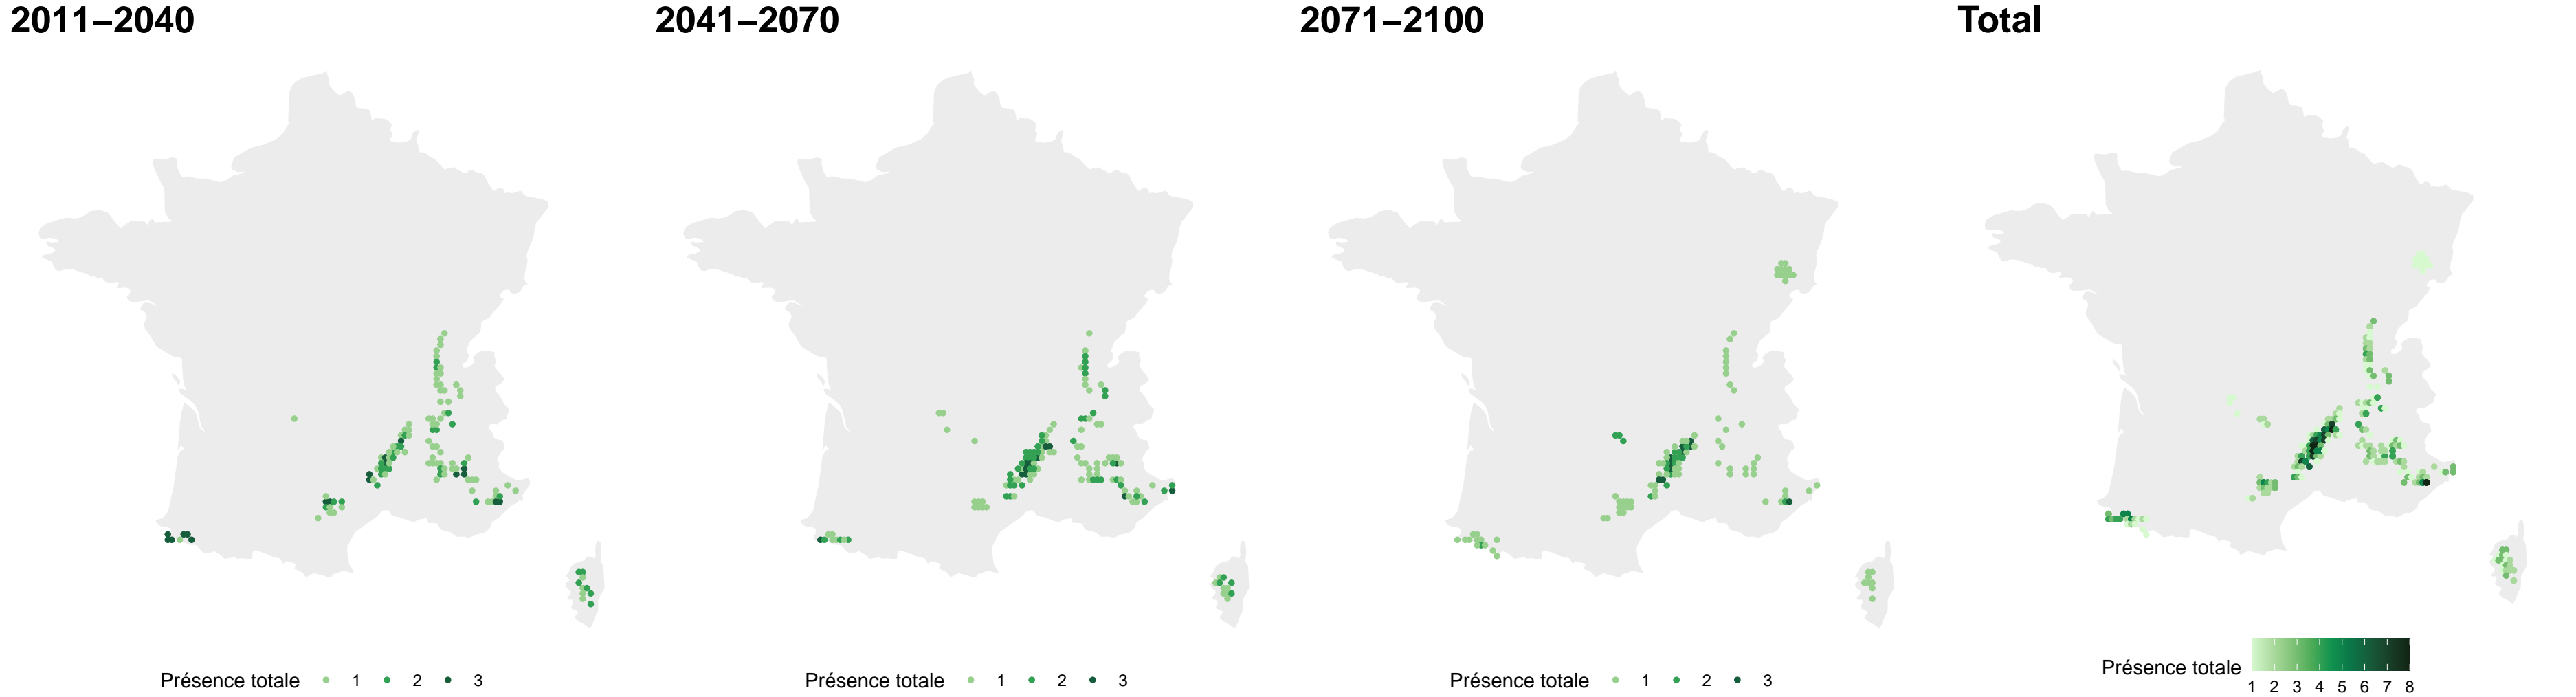 2011–2040
2041–2070
2071–2100
Total
Présence totale 1 2 3
Présence totale 1 2 3
Présence totale 1 2 3
Présence totale
1 2 3 4 5 6 7 8